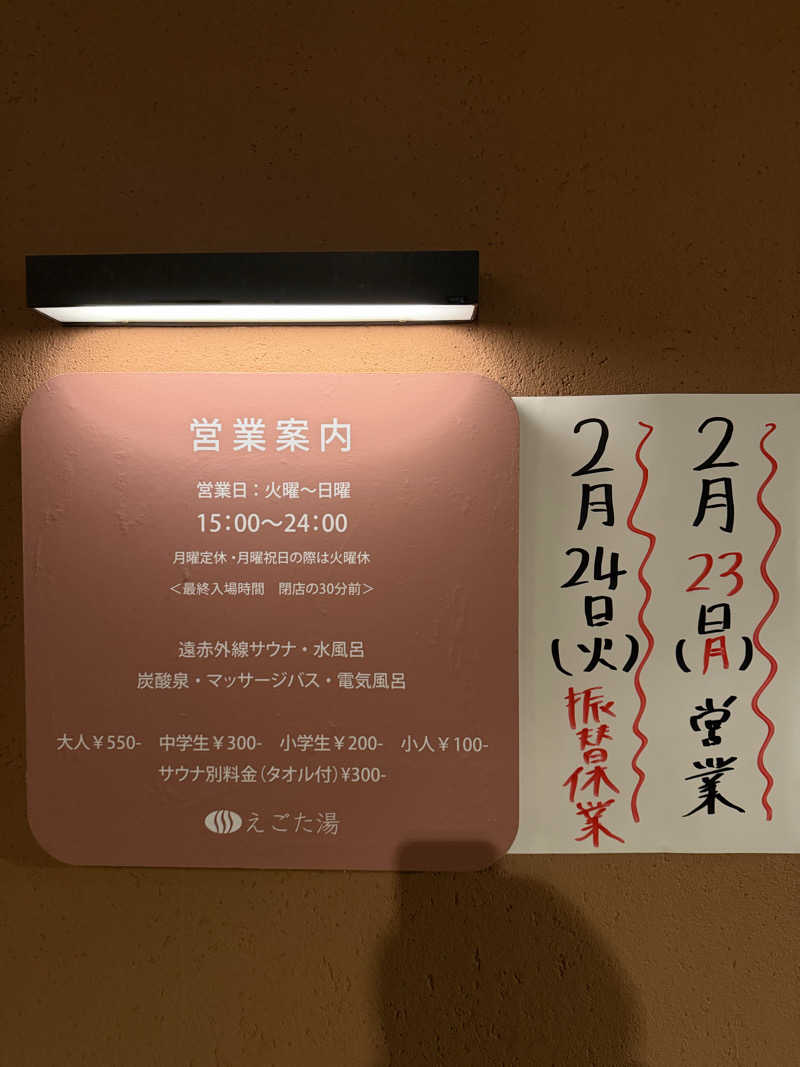 営業案内
営業日：火曜〜日曜
15:00〜24:00
月曜定休・月曜祝日の際は火曜休
＜最終入場時間　閉店の30分前＞
遠赤外線サウナ・水風呂
炭酸泉・マッサージバス・電気風呂
大人￥550-　中学生￥300-　小学生￥200-　小人￥100-
サウナ別料金（タオル付）¥300-
えごた湯
2月23日(月)営業
2月24日(火)振替休業